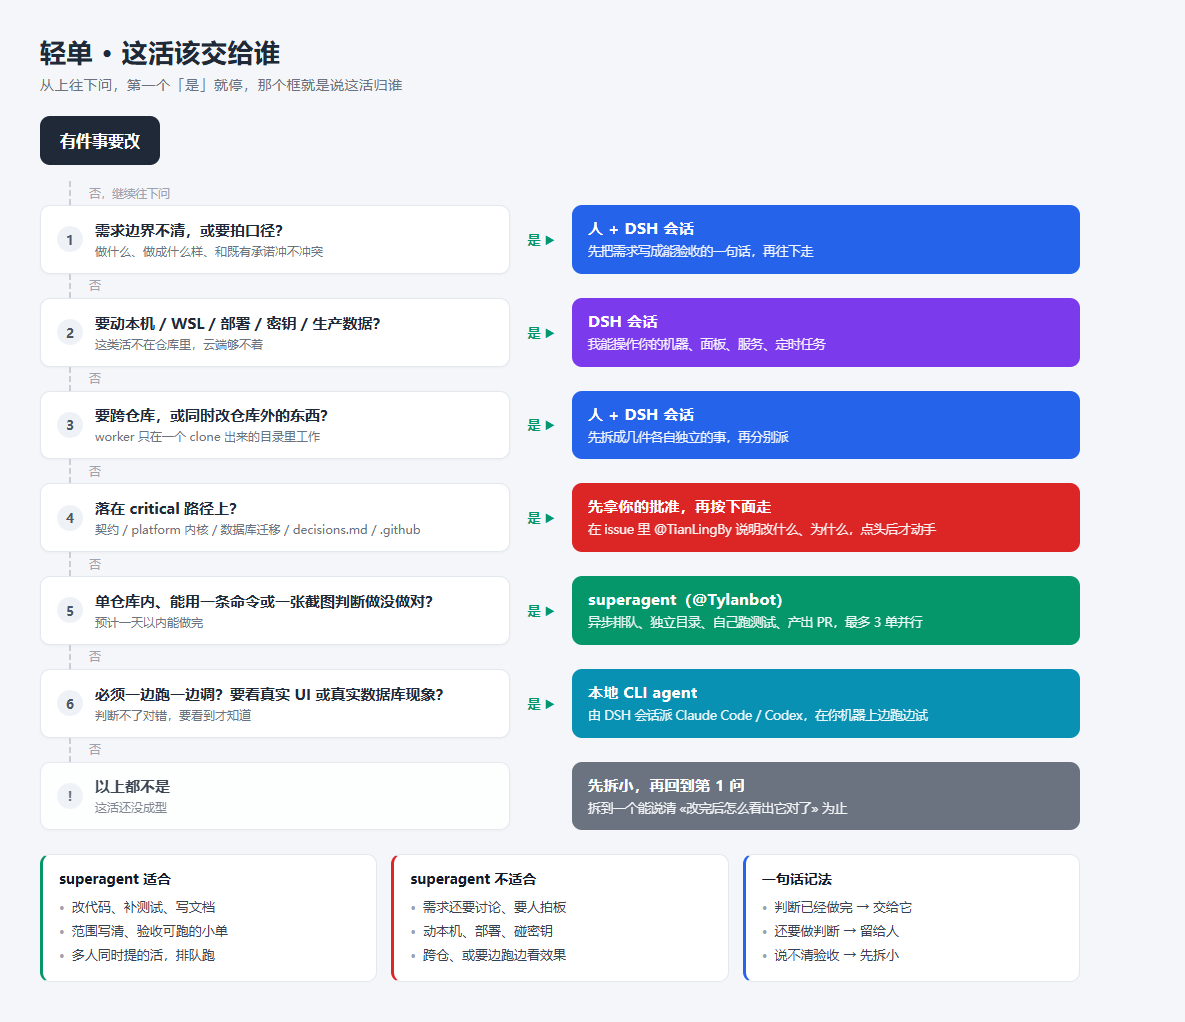 轻单 · 这活该交给谁
从上往下问，第一个「是」就停，那个框就是说这活归谁
有件事要改
否，继续往下问
1
需求边界不清，或要拍口径？
做什么、做成什么样、和既有承诺冲不冲突
是 ▶
人 + DSH 会话
先把需求写成能验收的一句话，再往下走
否
2
要动本机 / WSL / 部署 / 密钥 / 生产数据？
这类活不在仓库里，云端够不着
是 ▶
DSH 会话
我能操作你的机器、面板、服务、定时任务
否
3
要跨仓库，或同时改仓库外的东西？
worker 只在一个 clone 出来的目录里工作
是 ▶
人 + DSH 会话
先拆成几件各自独立的事，再分别派
否
4
落在 critical 路径上？
契约 / platform 内核 / 数据库迁移 / decisions.md / .github
是 ▶
先拿你的批准，再按下面走
在 issue 里 @TianLingBy 说明改什么、为什么，点头后才动手
否
5
单仓库内、能用一条命令或一张截图判断做没做对？
预计一天以内能做完
是 ▶
superagent（@Tylanbot）
异步排队、独立目录、自己跑测试、产出 PR，最多 3 单并行
否
6
必须一边跑一边调？要看真实 UI 或真实数据库现象？
判断不了对错，要看到才知道
是 ▶
本地 CLI agent
由 DSH 会话派 Claude Code / Codex，在你机器上边跑边试
否
!
以上都不是
这活还没成型
先拆小，再回到第 1 问
拆到一个能说清 «改完后怎么看出它对了» 为止
superagent 适合
• 改代码、补测试、写文档
• 范围写清、验收可跑的小单
• 多人同时提的活，排队跑
superagent 不适合
• 需求还要讨论、要人拍板
• 动本机、部署、碰密钥
• 跨仓、或要边跑边看效果
一句话记法
• 判断已经做完 → 交给它
• 还要做判断 → 留给人
• 说不清验收 → 先拆小